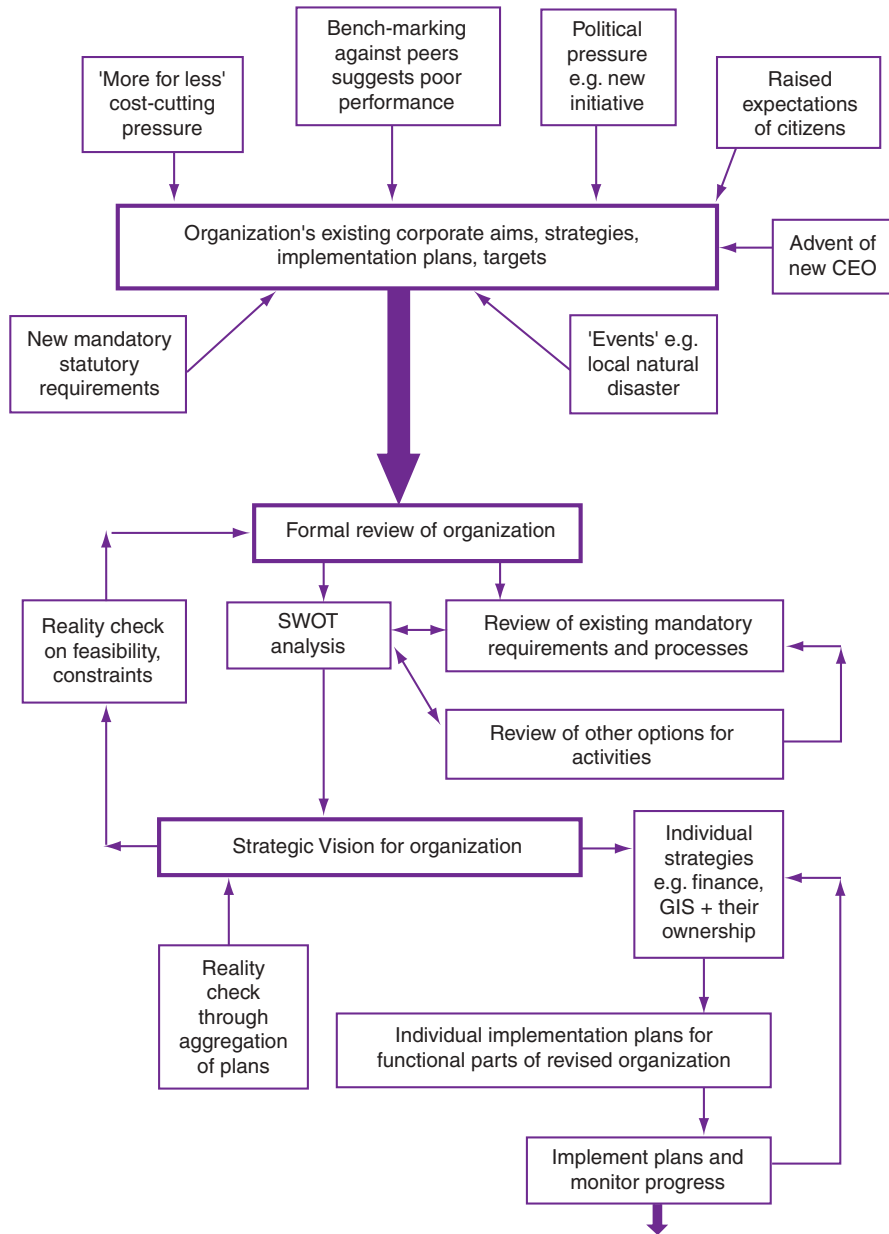 'More for less'
cost-cutting
pressure
Bench-marking
against peers
suggests poor
performance
Political
pressure
e.g. new
initiative
Raised
expectations
of citizens
Organization's existing corporate aims, strategies,
implementation plans, targets
Advent of
new CEO
New mandatory
statutory
requirements
'Events' e.g.
local natural
disaster
Formal review of organization
Reality check
on feasibility,
constraints
SWOT
analysis
Review of existing mandatory
requirements and processes
Review of other options for
activities
Strategic Vision for organization
Individual
strategies
e.g. finance,
GIS + their
ownership
Reality
check
through
aggregation
of plans
Individual implementation plans for
functional parts of revised organization
Implement plans and
monitor progress